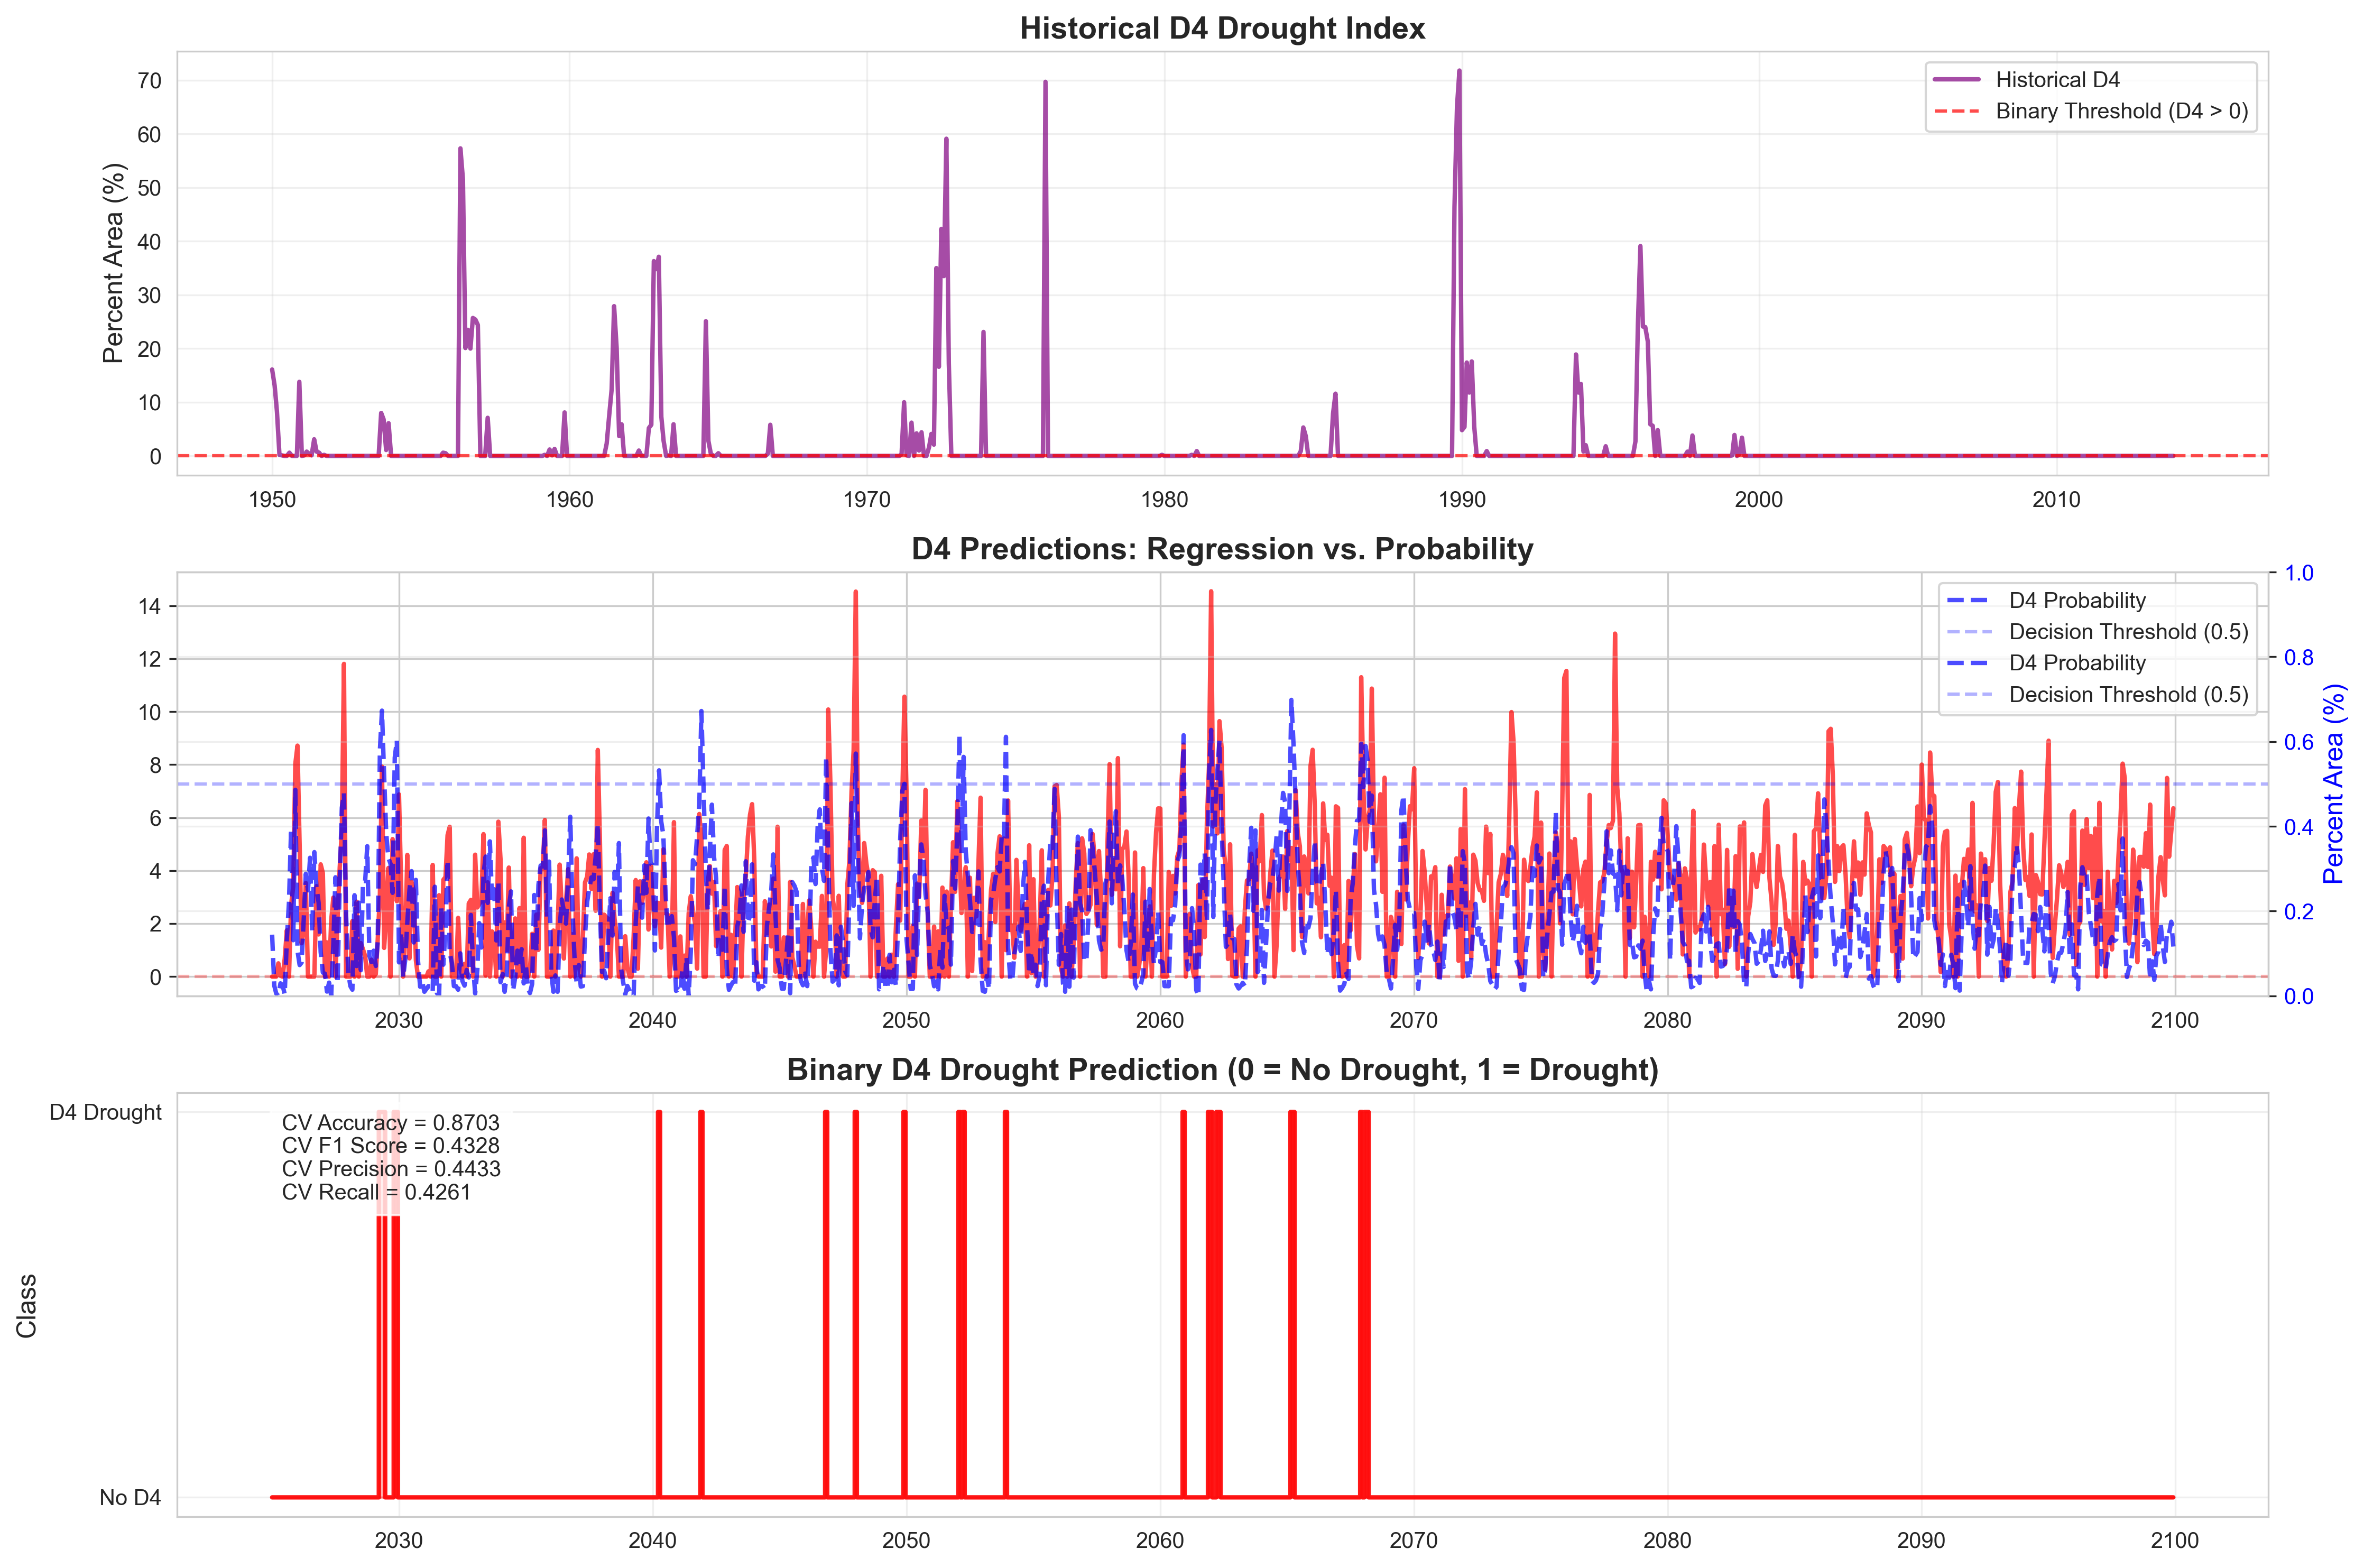 Historical D4 Drought Index
Percent Area (%)
70
60
50
40
30
20
10
0
Historical D4
Binary Threshold (D4 > 0)
1950 1960 1970 1980 1990 2000 2010
D4 Predictions: Regression vs. Probability
14
12
10
8
6
4
2
0
D4 Probability
Decision Threshold (0.5)
D4 Probability
Decision Threshold (0.5)
1.0
0.8
0.6
0.4
0.2
0.0
Percent Area (%)
2030 2040 2050 2060 2070 2080 2090 2100
Binary D4 Drought Prediction (0 = No Drought, 1 = Drought)
Class
D4 Drought
No D4
CV Accuracy = 0.8703
CV F1 Score = 0.4328
CV Precision = 0.4433
CV Recall = 0.4261
2030 2040 2050 2060 2070 2080 2090 2100